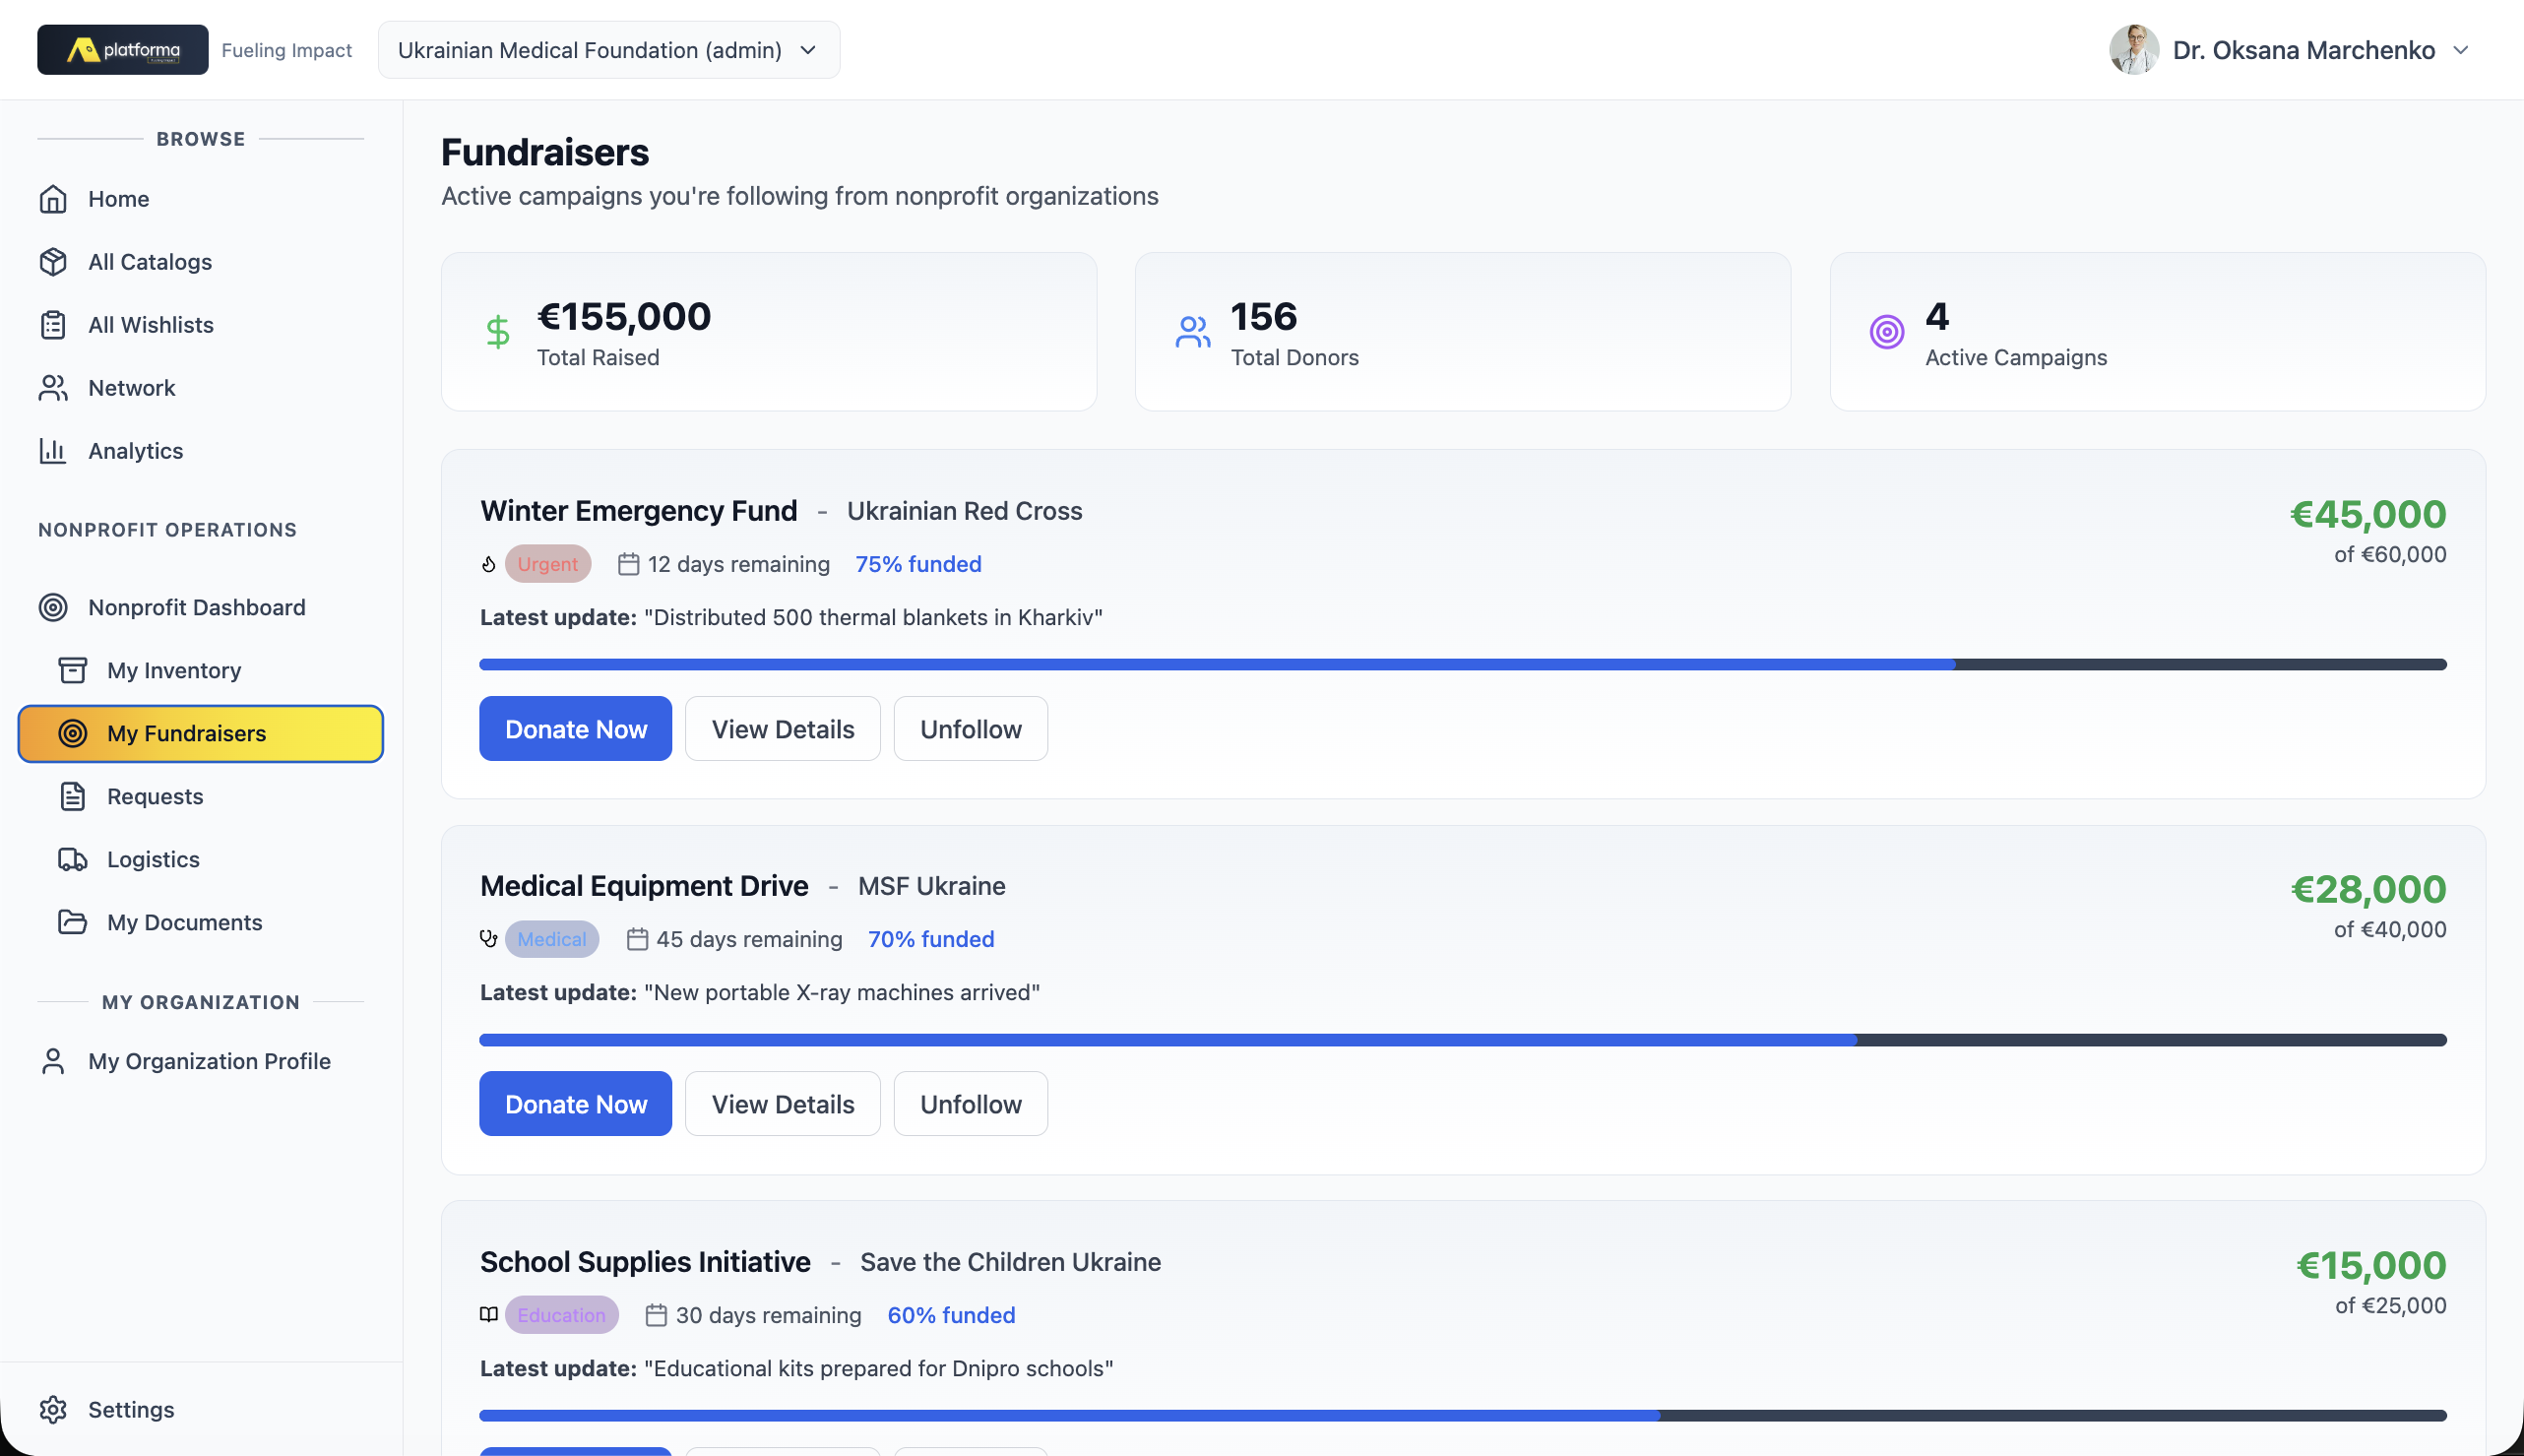 platforma
Fueling Impact
Ukrainian Medical Foundation (admin)
Dr. Oksana Marchenko
BROWSE
Home
All Catalogs
All Wishlists
Network
Analytics
NONPROFIT OPERATIONS
Nonprofit Dashboard
My Inventory
My Fundraisers
Requests
Logistics
My Documents
MY ORGANIZATION
My Organization Profile
Settings
Fundraisers
Active campaigns you're following from nonprofit organizations
€155,000
Total Raised
156
Total Donors
4
Active Campaigns
Winter Emergency Fund - Ukrainian Red Cross
€45,000
Urgent 12 days remaining 75% funded
of €60,000
Latest update: "Distributed 500 thermal blankets in Kharkiv"
Donate Now View Details Unfollow
Medical Equipment Drive - MSF Ukraine
€28,000
Medical 45 days remaining 70% funded
of €40,000
Latest update: "New portable X-ray machines arrived"
Donate Now View Details Unfollow
School Supplies Initiative - Save the Children Ukraine
€15,000
Education 30 days remaining 60% funded
of €25,000
Latest update: "Educational kits prepared for Dnipro schools"